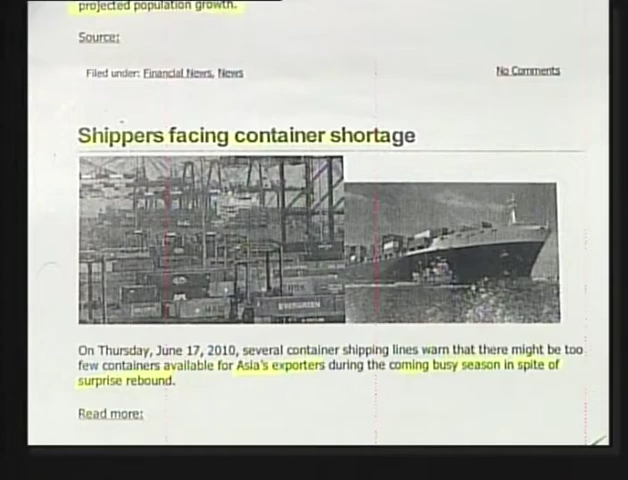 projected population growth.
Source:
Filed under: Financial News, News
No Comments
Shippers facing container shortage
APL
EVERGREEN
On Thursday, June 17, 2010, several container shipping lines warn that there might be too
few containers available for Asia's exporters during the coming busy season in spite of
surprise rebound.
Read more: